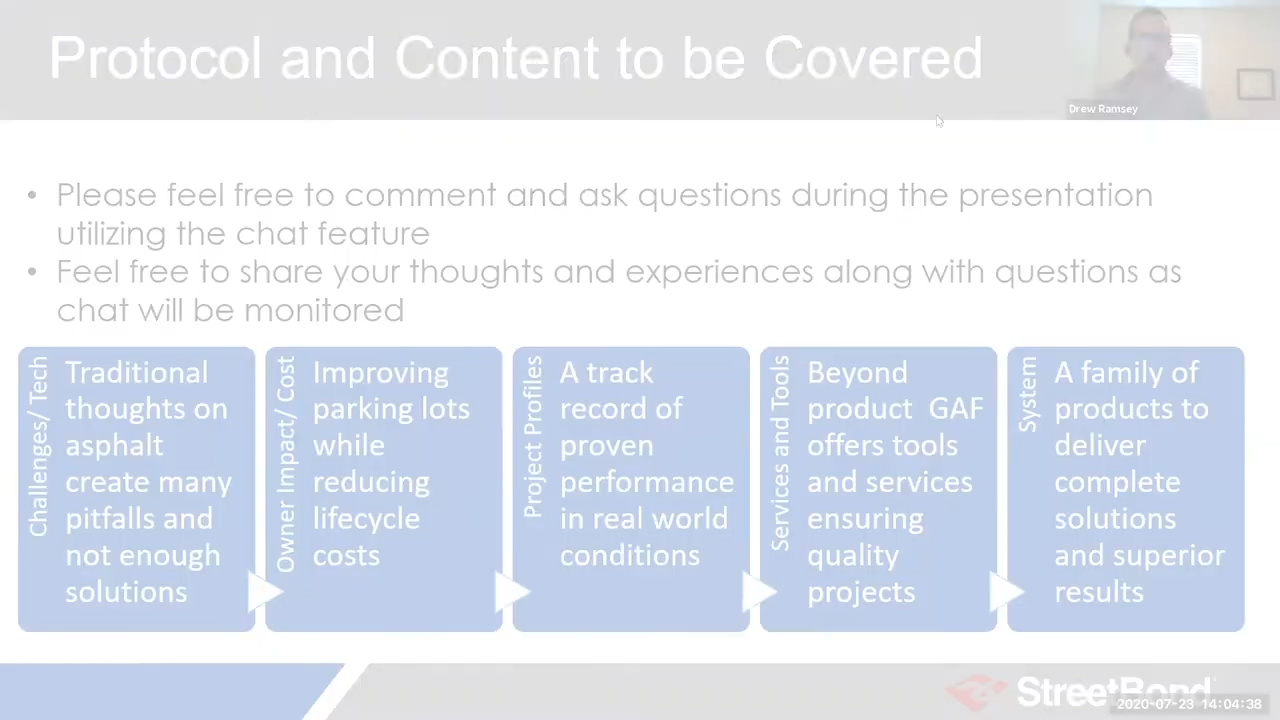 Protocol and Content to be Covered
Drew Ramsey
• Please feel free to comment and ask questions during the presentation
utilizing the chat feature
• Feel free to share your thoughts and experiences along with questions as
chat will be monitored
Challenges/ Tech
Traditional
thoughts on
asphalt
create many
pitfalls and
not enough
solutions
Owner Impact/ Cost
Improving
parking lots
while
reducing
lifecycle
costs
Project Profiles
A track
record of
proven
performance
in real world
conditions
Services and Tools
Beyond
product GAF
offers tools
and services
ensuring
quality
projects
System
A family of
products to
deliver
complete
solutions
and superior
results
StreetBond
2020-07-23 14:04:38